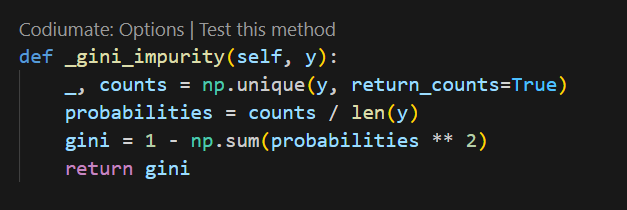 Codiumate: Options | Test this method
def _gini_impurity(self, y):
    _, counts = np.unique(y, return_counts=True)
    probabilities = counts / len(y)
    gini = 1 - np.sum(probabilities ** 2)
    return gini